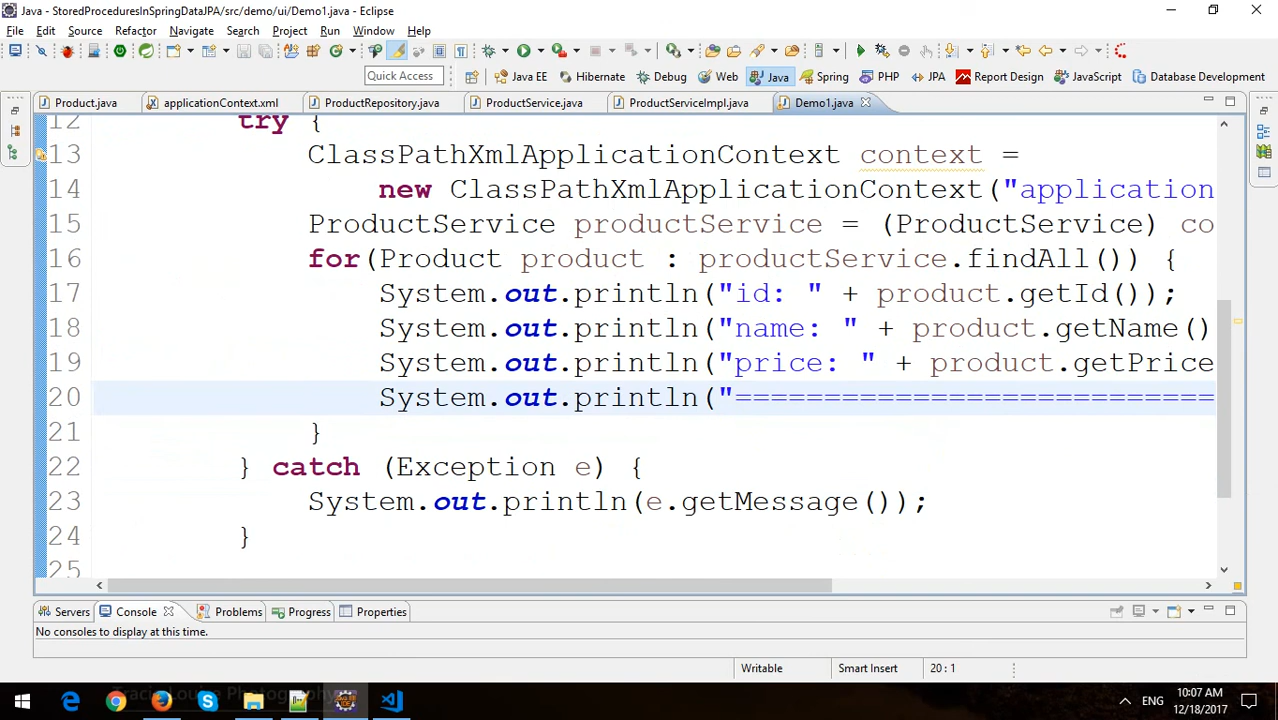 Java - StoredProceduresInSpringDataJPA/src/demo/ui/Demo1.java - Eclipse
File Edit Source Refactor Navigate Search Project Run Window Help
Quick Access Java EE Hibernate Debug Web Java Spring PHP JPA Report Design JavaScript Database Development
Product.java applicationContext.xml ProductRepository.java ProductService.java ProductServiceImpl.java Demo1.java
12 try {
13 ClassPathXmlApplicationContext context =
14 new ClassPathXmlApplicationContext("application
15 ProductService productService = (ProductService) co
16 for(Product product : productService.findAll()) {
17 System.out.println("id: " + product.getId());
18 System.out.println("name: " + product.getName()
19 System.out.println("price: " + product.getPrice
20 System.out.println("===========================
21 }
22 } catch (Exception e) {
23 System.out.println(e.getMessage());
24 }
25
Servers Console Problems Progress Properties
No consoles to display at this time.
Writable Smart Insert 20 : 1
ENG 10:07 AM
12/18/2017